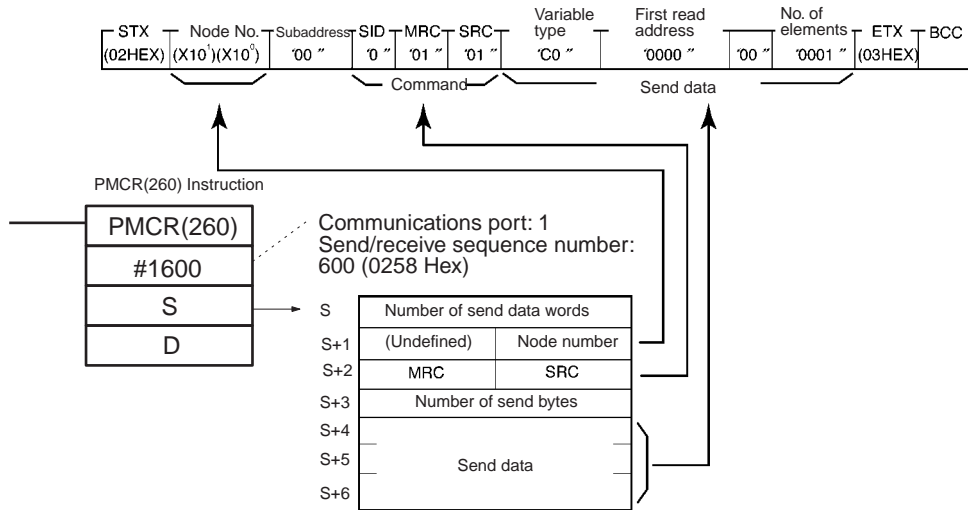 STX Node No. Subaddress SID MRC SRC Variable type First read address No. of elements ETX BCC
(02HEX) (X10¹)(X10⁰) '00 " '0 " '01 " '01 " 'C0 " '0000 " '00 " '0001 " (03HEX)
Command Send data
PMCR(260) Instruction
PMCR(260)
#1600
S
D
Communications port: 1
Send/receive sequence number:
600 (0258 Hex)
S Number of send data words
S+1 (Undefined) Node number
S+2 MRC SRC
S+3 Number of send bytes
S+4
S+5 Send data
S+6